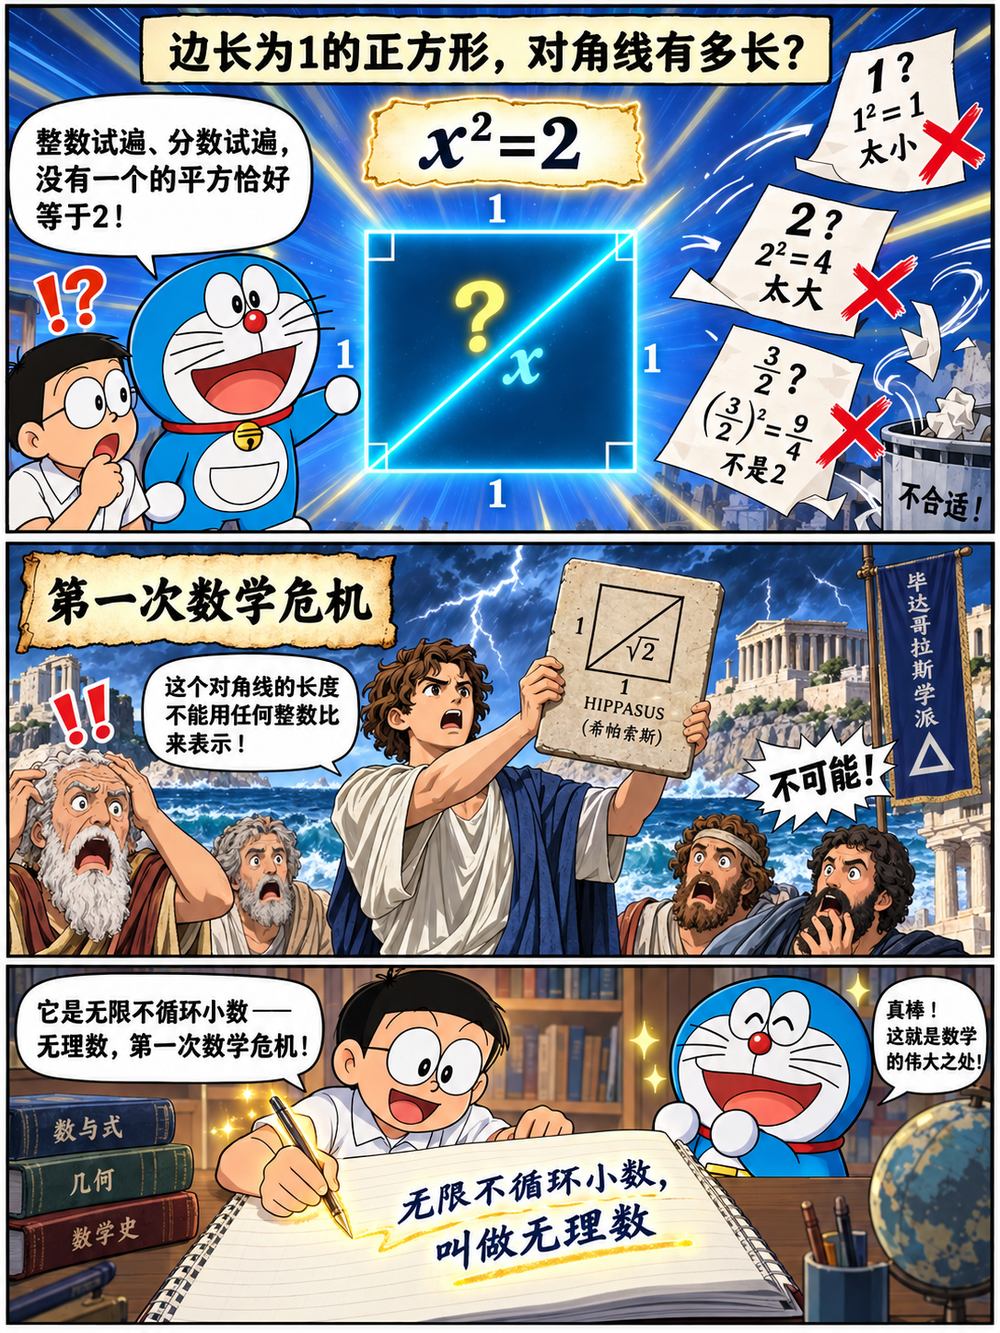 边长为1的正方形，对角线有多长？
整数试遍、分数试遍，
没有一个的平方恰好
等于2！
x²=2
1
1
?
x
1
1
1？
1²=1
太小
2？
2²=4
太大
3/2？
(3/2)²=9/4
不是2
不合适！
!?
第一次数学危机
这个对角线的长度
不能用任何整数比
来表示！
!!
1
√2
1
HIPPASUS
(希帕索斯)
不可能！
毕达哥拉斯学派
它是无限不循环小数——
无理数，第一次数学危机！
真棒！
这就是数学
的伟大之处！
数与式
几何
数学史
无限不循环小数，
叫做无理数